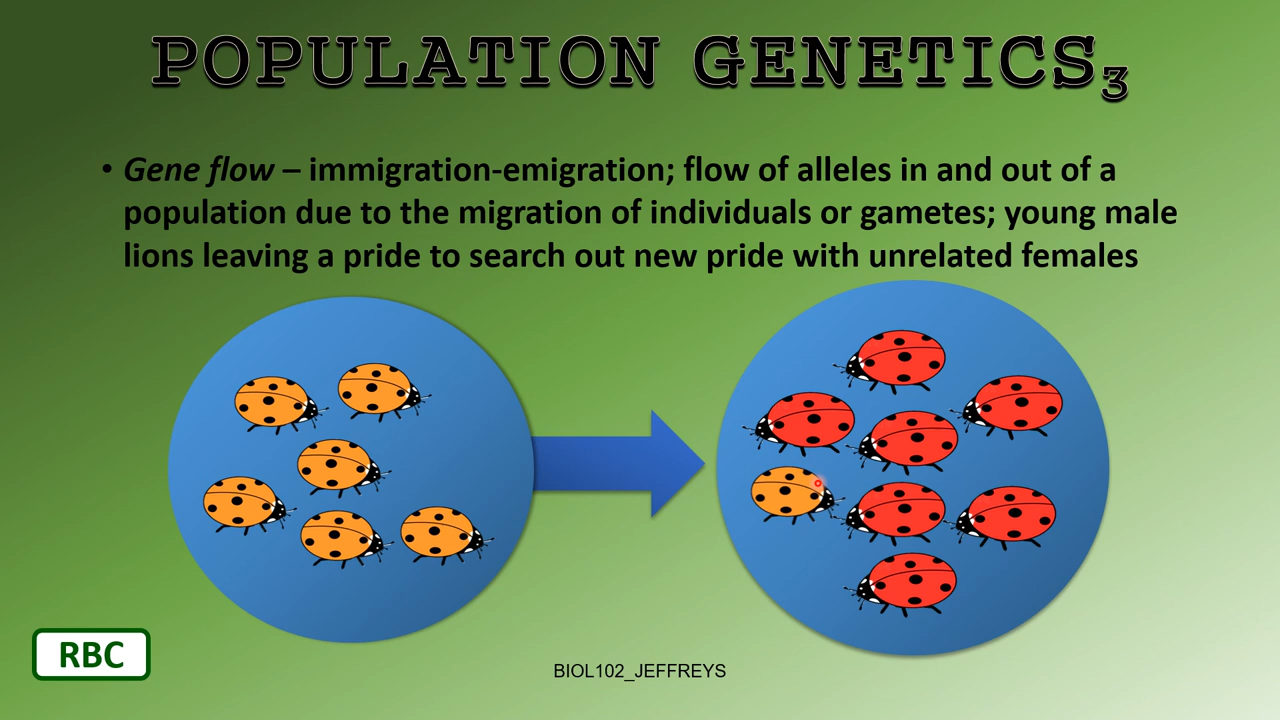 POPULATION GENETICS₃
• Gene flow – immigration-emigration; flow of alleles in and out of a
population due to the migration of individuals or gametes; young male
lions leaving a pride to search out new pride with unrelated females
RBC
BIOL102_JEFFREYS